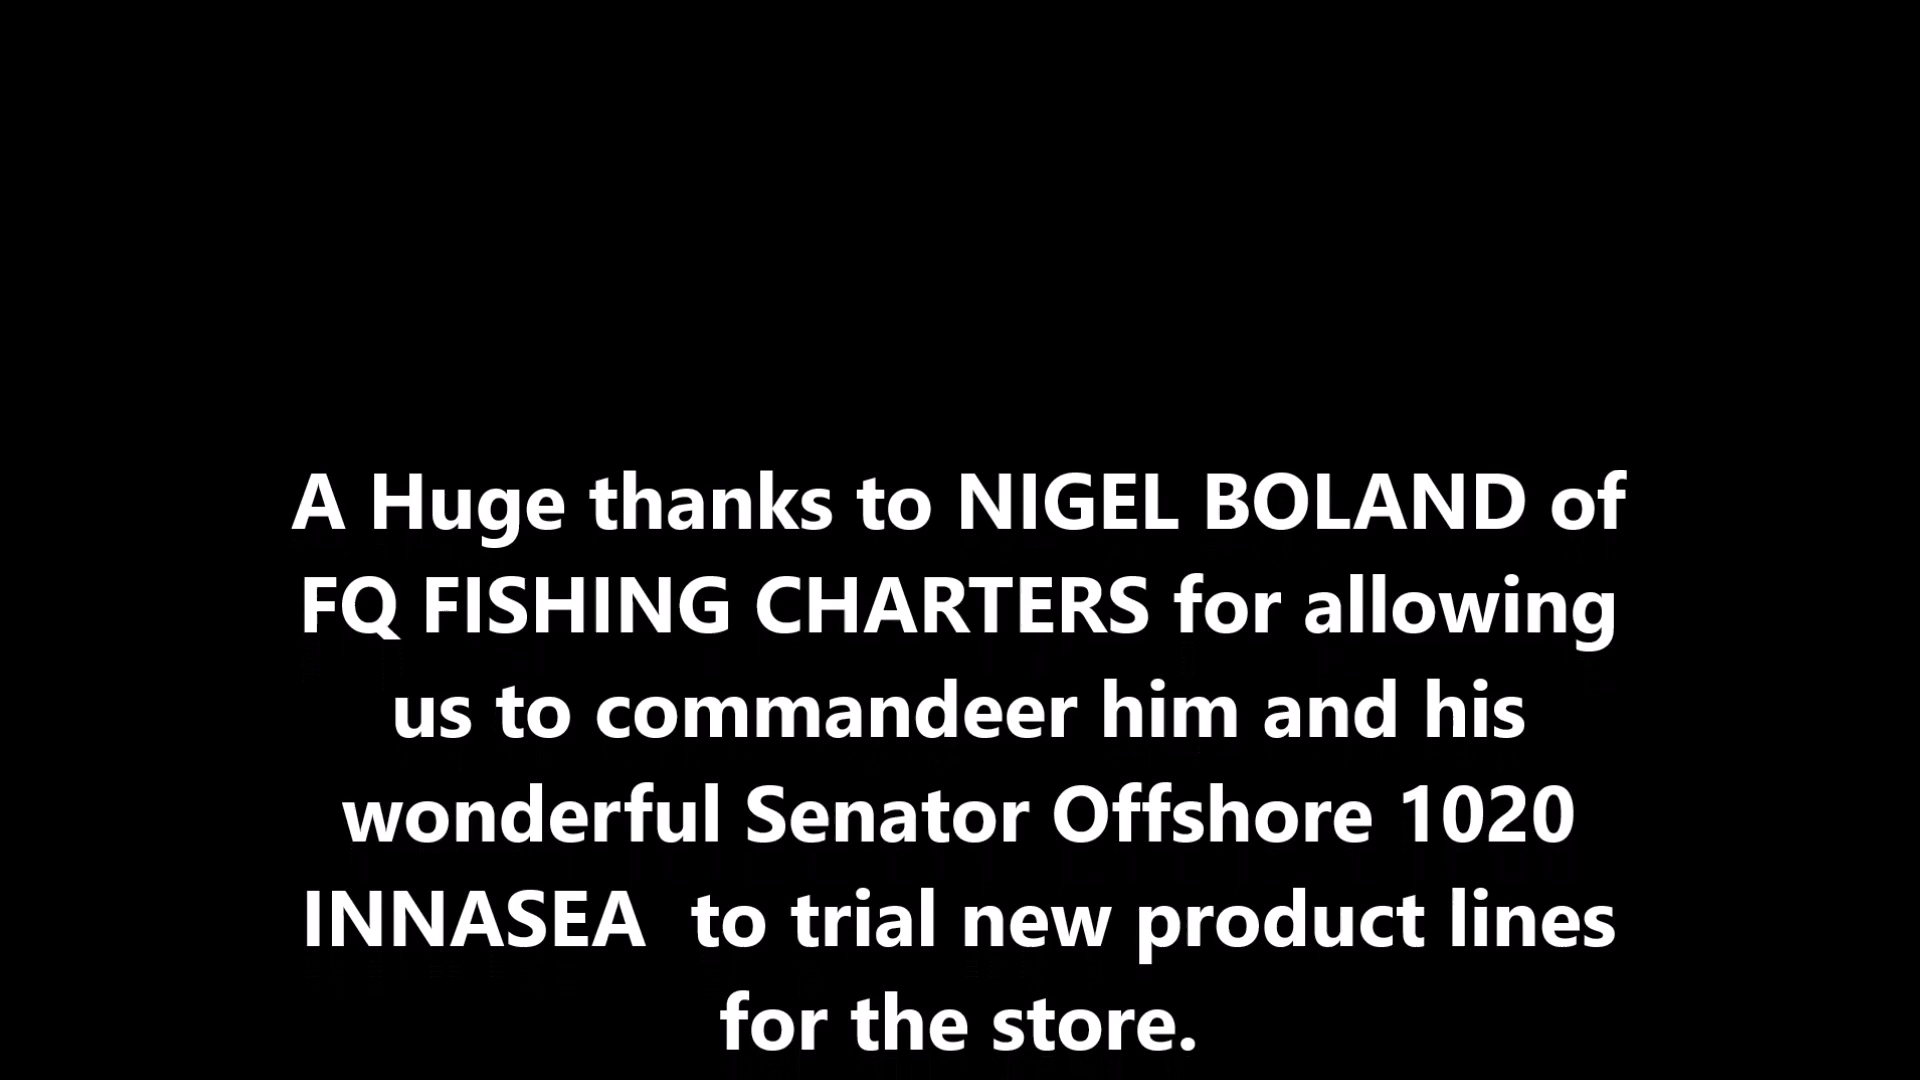 A Huge thanks to NIGEL BOLAND of
FQ FISHING CHARTERS for allowing
us to commandeer him and his
wonderful Senator Offshore 1020
INNASEA  to trial new product lines
for the store.